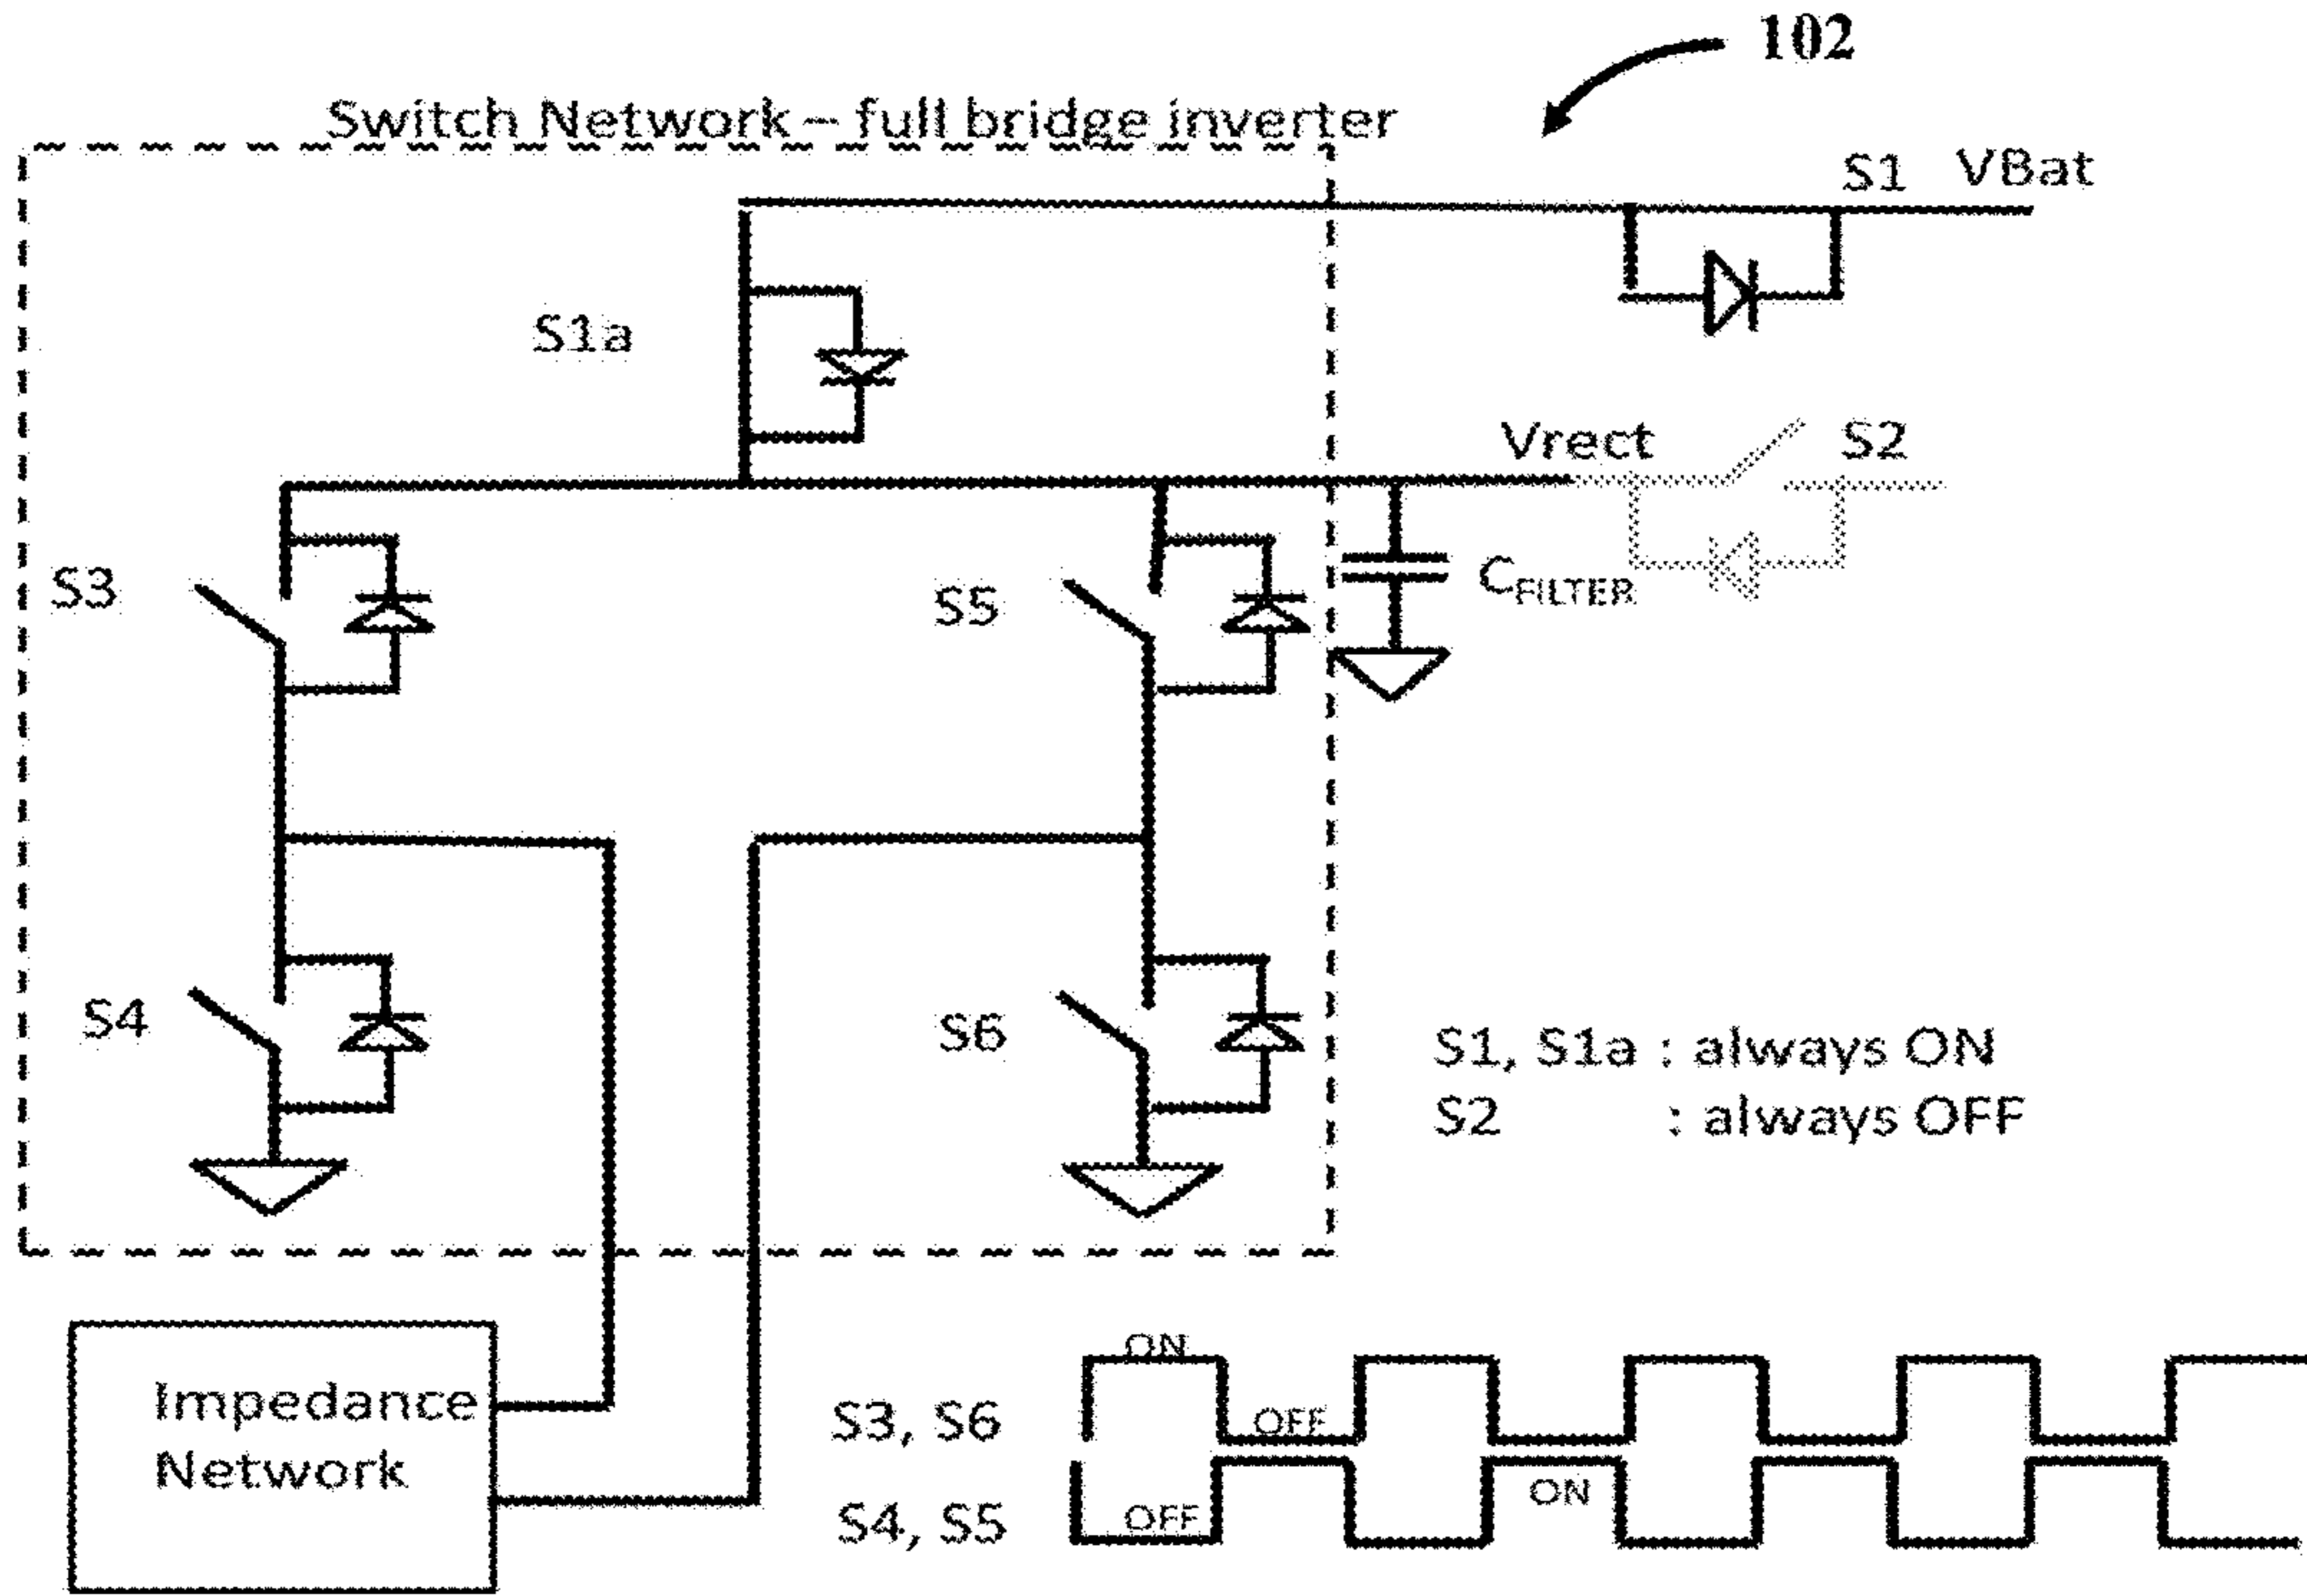 102
Switch Network – full bridge inverter
S1 VBat
S1a
Vrect S2
S3
S5
CFILTER
S4
S6
S1, S1a : always ON
S2 : always OFF
Impedance
Network
ON
S3, S6
OFF
ON
S4, S5
OFF